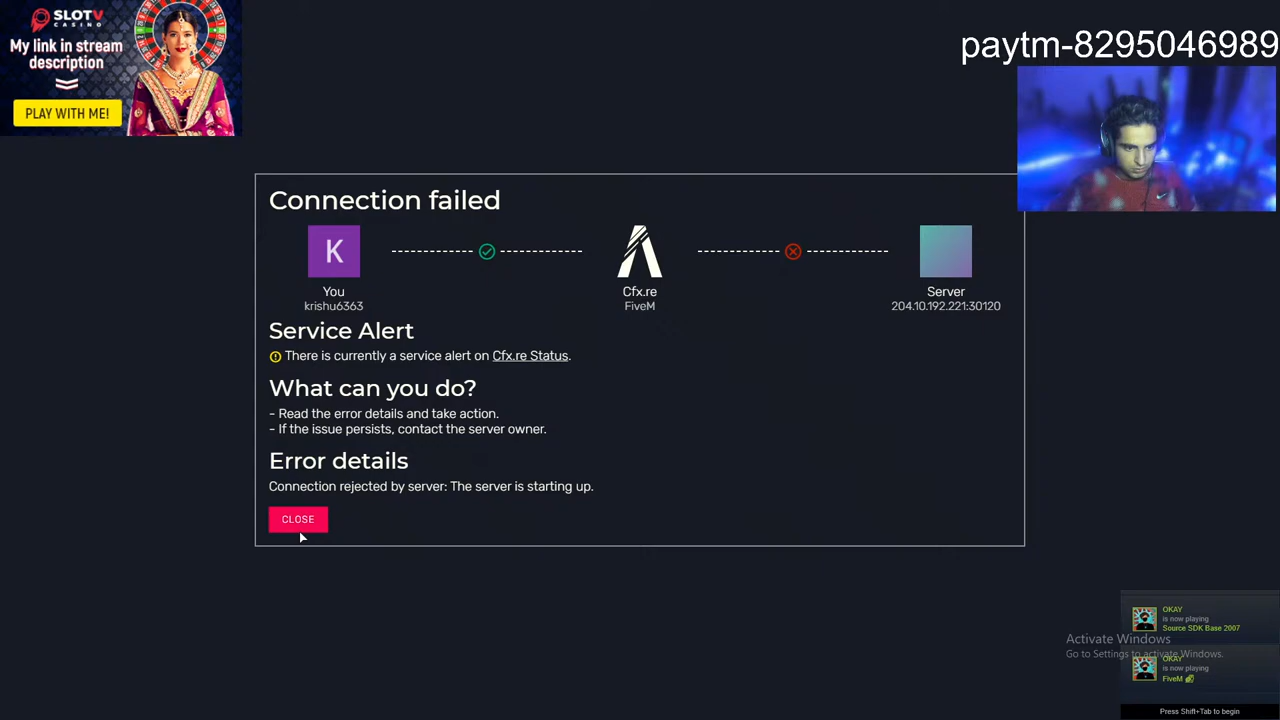 SLOTV
CASINO
My link in stream
description
PLAY WITH ME!
paytm-8295046989
Connection failed
K
You
krishu6363
Cfx.re
FiveM
Server
204.10.192.221:30120
Service Alert
There is currently a service alert on Cfx.re Status.
What can you do?
- Read the error details and take action.
- If the issue persists, contact the server owner.
Error details
Connection rejected by server: The server is starting up.
CLOSE
OKAY
is now playing
Source SDK Base 2007
Activate Windows
Go to Settings to activate Windows.
OKAY
is now playing
FiveM
Press Shift+Tab to begin